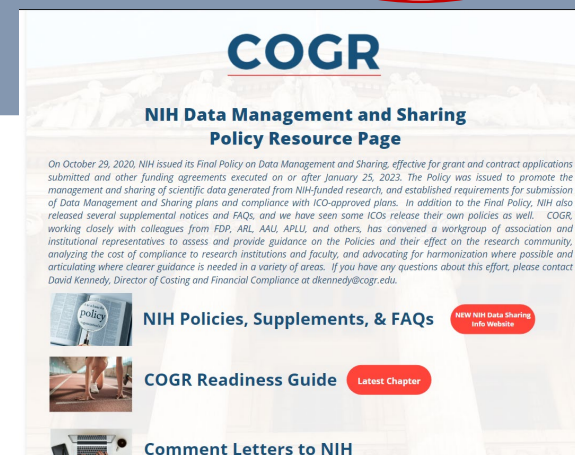 COGR
NIH Data Management and Sharing
Policy Resource Page
On October 29, 2020, NIH issued its Final Policy on Data Management and Sharing, effective for grant and contract applications
submitted and other funding agreements executed on or after January 25, 2023. The Policy was issued to promote the
management and sharing of scientific data generated from NIH-funded research, and established requirements for submission
of Data Management and Sharing plans and compliance with ICO-approved plans. In addition to the Final Policy, NIH also
released several supplemental notices and FAQs, and we have seen some ICOs release their own policies as well. COGR,
working closely with colleagues from FDP, ARL, AAU, APLU, and others, has convened a workgroup of association and
institutional representatives to assess and provide guidance on the Policies and their effect on the research community,
analyzing the cost of compliance to research institutions and faculty, and advocating for harmonization where possible and
articulating where clearer guidance is needed in a variety of areas. If you have any questions about this effort, please contact
David Kennedy, Director of Costing and Financial Compliance at dkennedy@cogr.edu.
policy
NIH Policies, Supplements, & FAQs
NEW NIH Data Sharing
Info Website
COGR Readiness Guide
Latest Chapter
Comment Letters to NIH